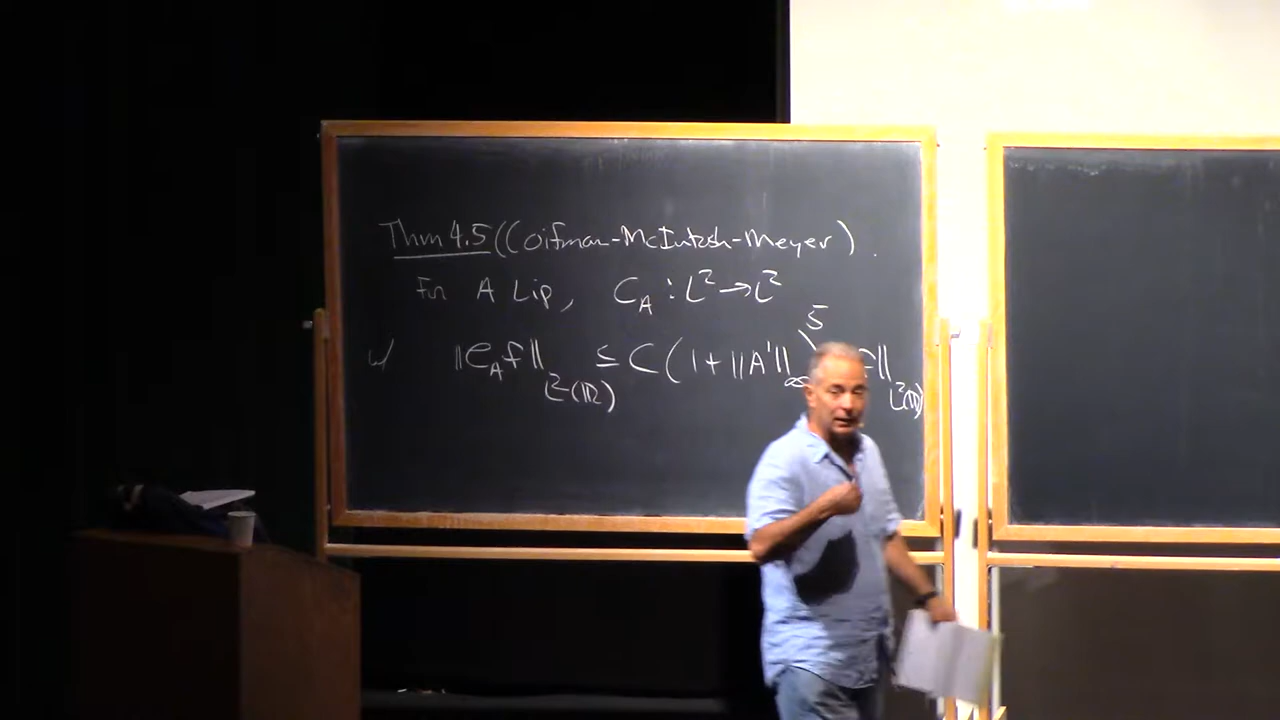 Thm 4.5 (Coifman-McIntosh-Meyer).
For A Lip, C_A : L² → L²
w/ ||C_A f||_{L²(ℝ)} ≤ C(1+||A'||_∞)⁵ f||_{L²(ℝ)}